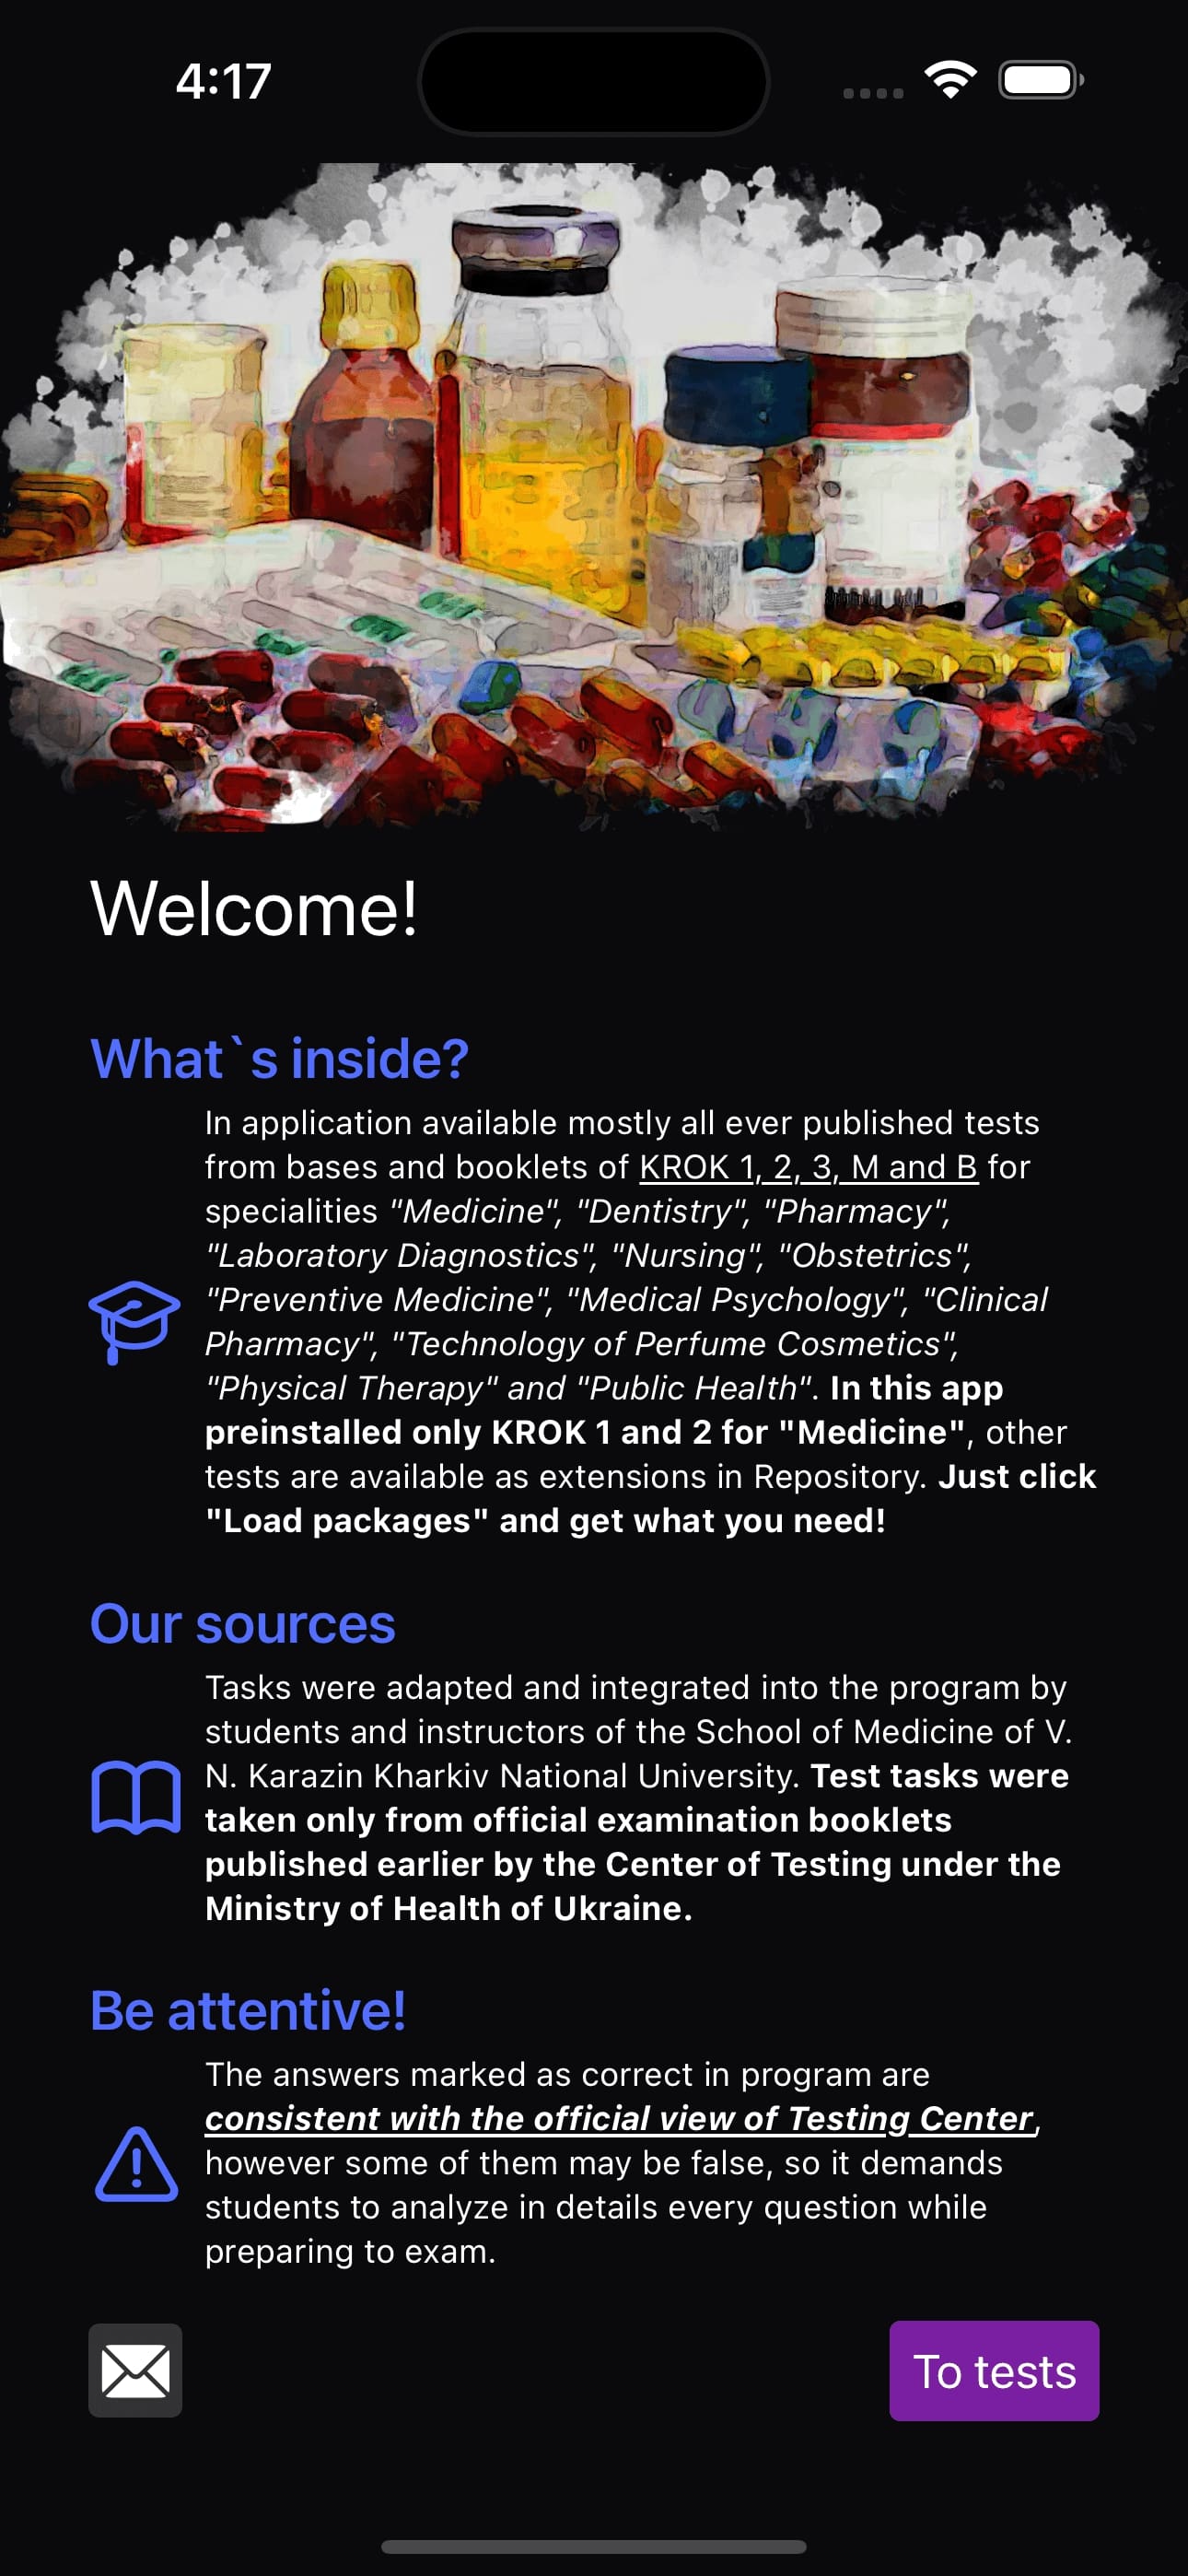 4:17
Welcome!
What`s inside?
In application available mostly all ever published tests
from bases and booklets of KROK 1, 2, 3, M and B for
specialities "Medicine", "Dentistry", "Pharmacy",
"Laboratory Diagnostics", "Nursing", "Obstetrics",
"Preventive Medicine", "Medical Psychology", "Clinical
Pharmacy", "Technology of Perfume Cosmetics",
"Physical Therapy" and "Public Health". In this app
preinstalled only KROK 1 and 2 for "Medicine", other
tests are available as extensions in Repository. Just click
"Load packages" and get what you need!
Our sources
Tasks were adapted and integrated into the program by
students and instructors of the School of Medicine of V.
N. Karazin Kharkiv National University. Test tasks were
taken only from official examination booklets
published earlier by the Center of Testing under the
Ministry of Health of Ukraine.
Be attentive!
The answers marked as correct in program are
consistent with the official view of Testing Center,
however some of them may be false, so it demands
students to analyze in details every question while
preparing to exam.
To tests